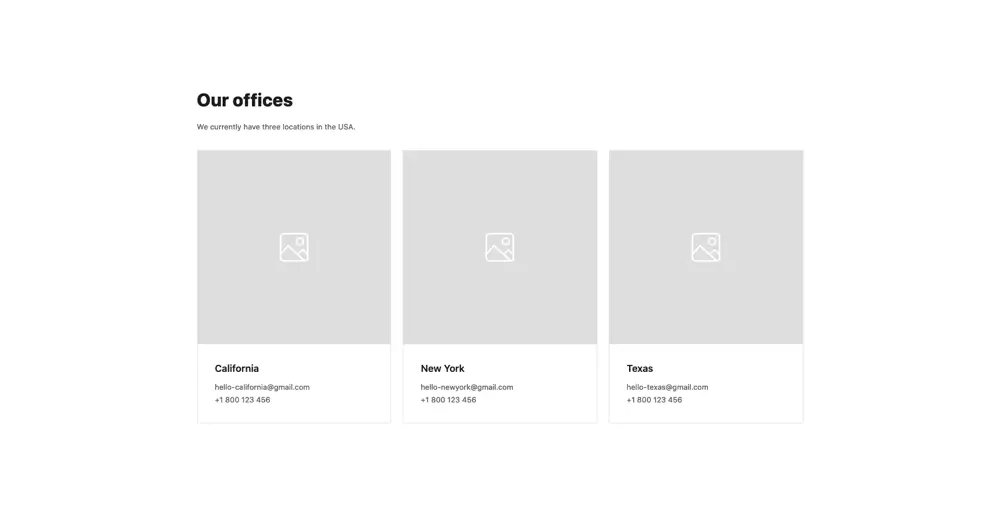 Our offices
We currently have three locations in the USA.
California
hello-california@gmail.com
+1 800 123 456
New York
hello-newyork@gmail.com
+1 800 123 456
Texas
hello-texas@gmail.com
+1 800 123 456